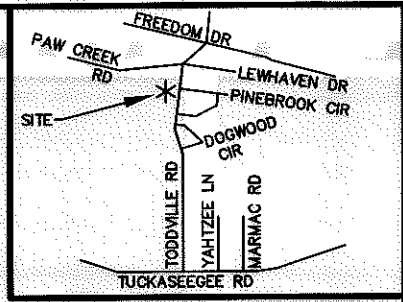 FREEDOM DR
PAW CREEK
RD
LEWHAVEN DR
PINEBROOK CIR
SITE
DOGWOOD
CIR
TODDVILLE RD
YAHTZEE LN
MARMAC RD
TUCKASEEGEE RD